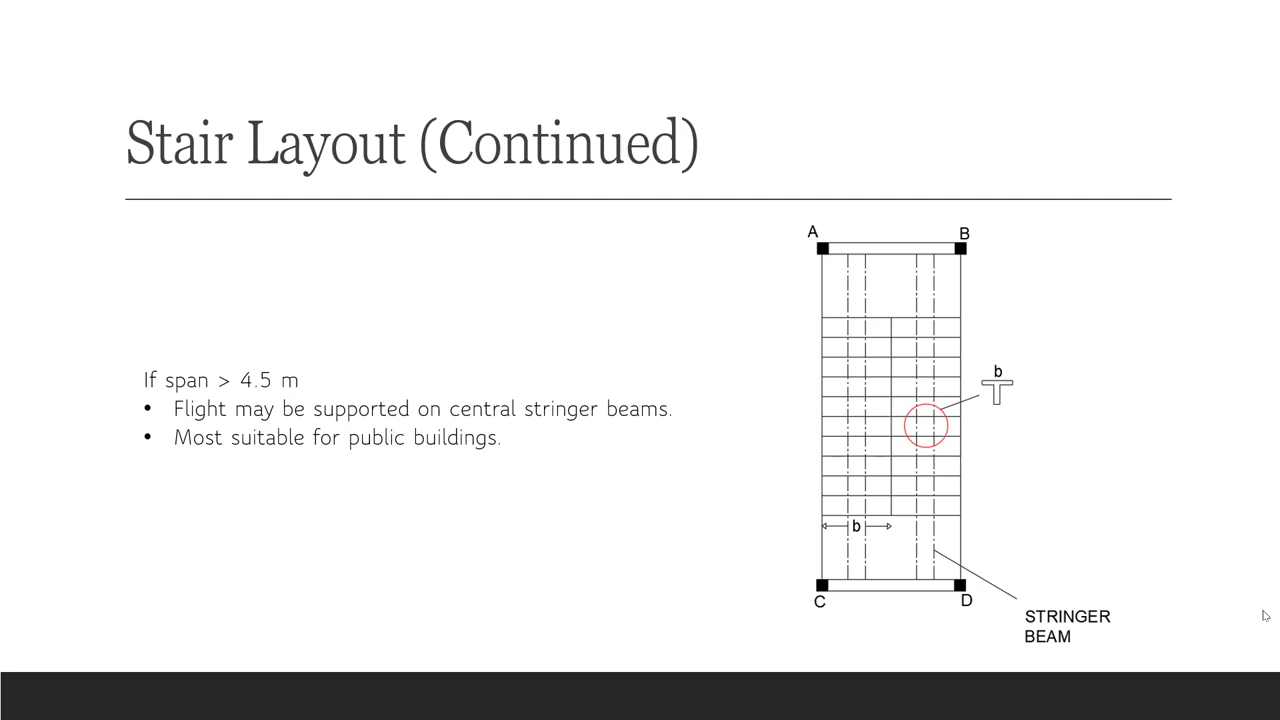 Stair Layout (Continued)
If span > 4.5 m
• Flight may be supported on central stringer beams.
• Most suitable for public buildings.
A
B
b
b
C
D
STRINGER
BEAM